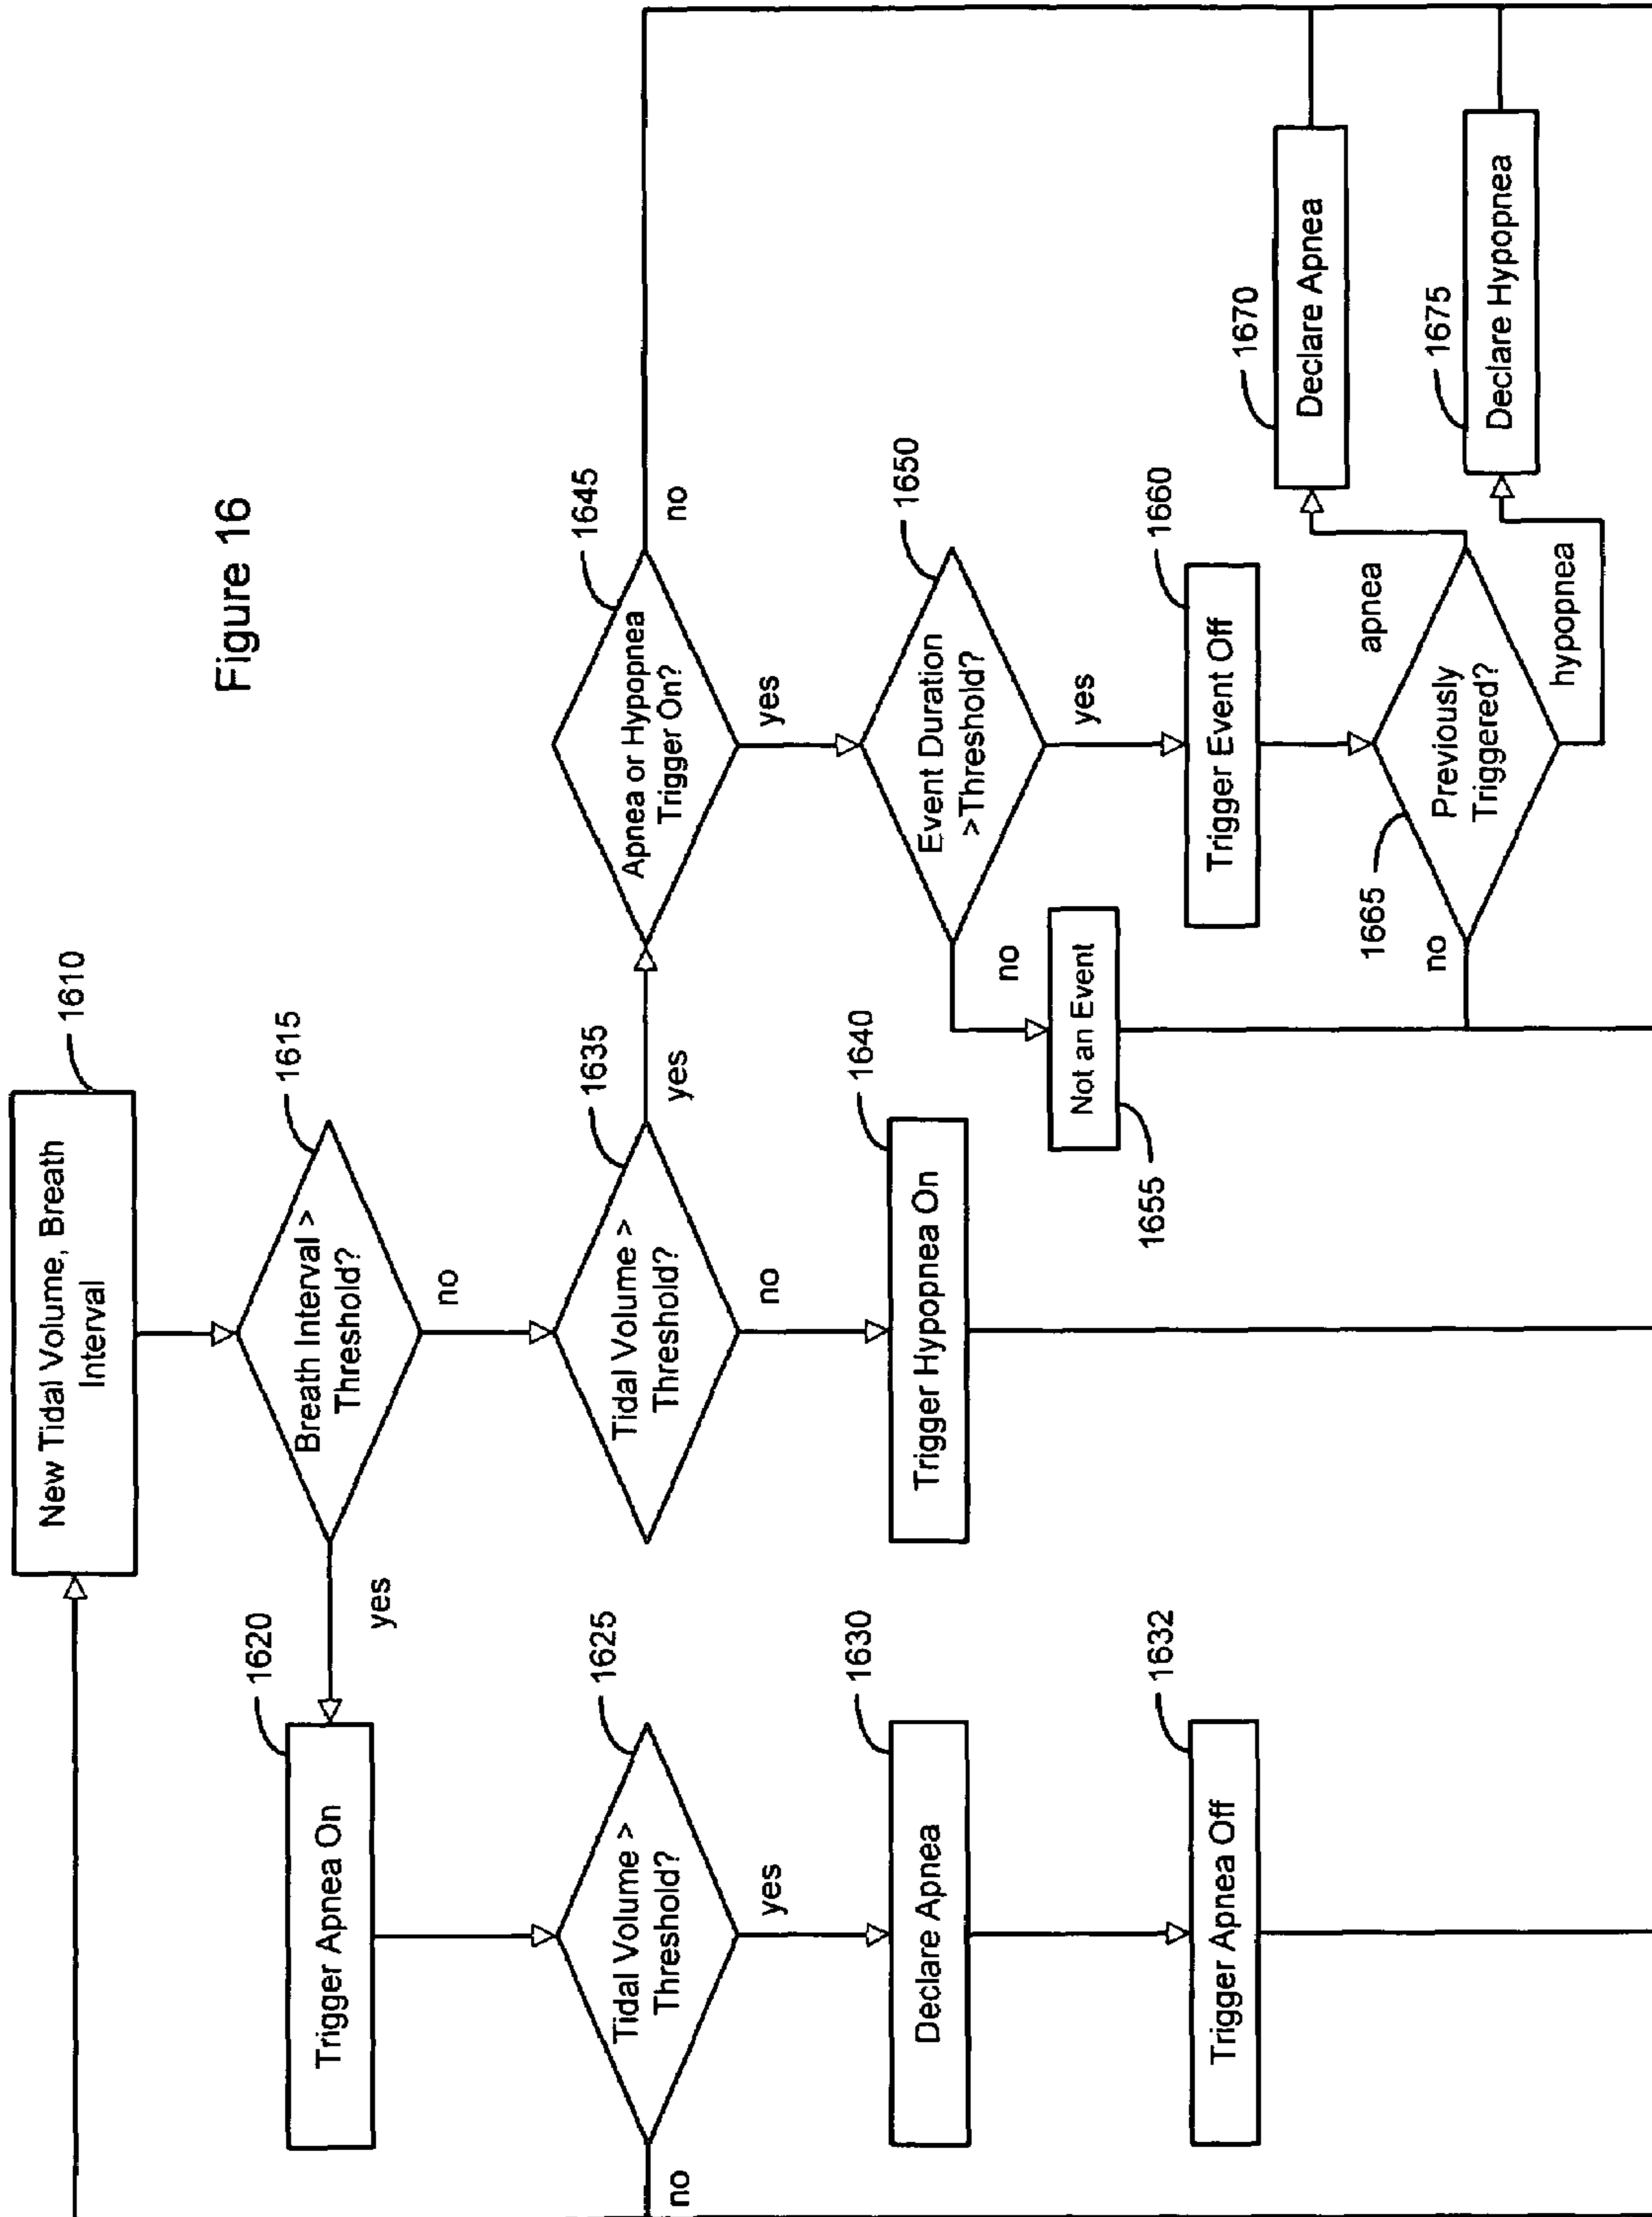 Figure 16
New Tidal Volume, Breath
Interval
1610
Breath Interval >
Threshold?
1615
yes
no
Trigger Apnea On
1620
Tidal Volume >
Threshold?
1625
no
yes
Declare Apnea
1630
Trigger Apnea Off
1632
Tidal Volume >
Threshold?
1635
yes
no
Trigger Hypopnea On
1640
Apnea or Hypopnea
Trigger On?
1645
no
yes
Event Duration
>Threshold?
1650
no
yes
Not an Event
1655
Trigger Event Off
1660
Previously
Triggered?
1665
no
apnea
hypopnea
Declare Apnea
1670
Declare Hypopnea
1675